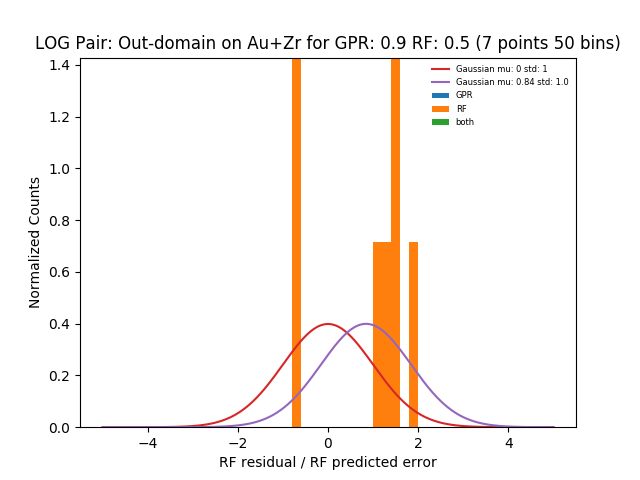 LOG Pair: Out-domain on Au+Zr for GPR: 0.9 RF: 0.5 (7 points 50 bins)
Gaussian mu: 0 std: 1
Gaussian mu: 0.84 std: 1.0
GPR
RF
both
Normalized Counts
1.4
1.2
1.0
0.8
0.6
0.4
0.2
0.0
−4 −2 0 2 4
RF residual / RF predicted error